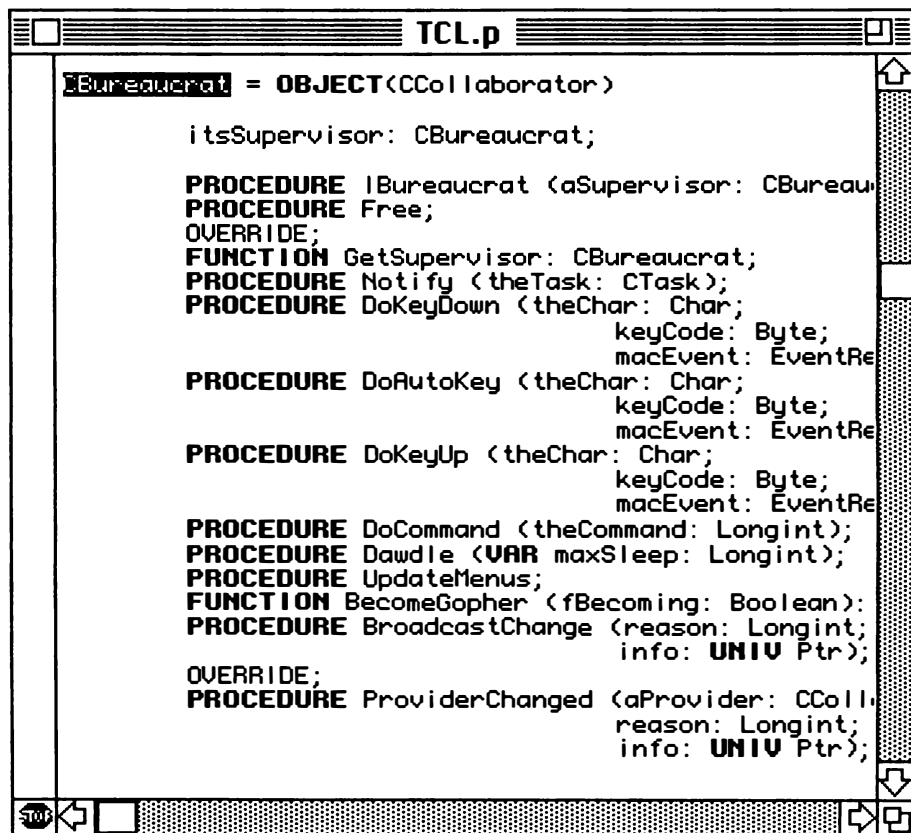 TCL.p
CBureaucrat = OBJECT(CCollaborator)
itsSupervisor: CBureaucrat;
PROCEDURE IBureaucrat (aSupervisor: CBureau
PROCEDURE Free;
OVERRIDE;
FUNCTION GetSupervisor: CBureaucrat;
PROCEDURE Notify (theTask: CTask);
PROCEDURE DoKeyDown (theChar: Char;
keyCode: Byte;
macEvent: EventRe
PROCEDURE DoAutoKey (theChar: Char;
keyCode: Byte;
macEvent: EventRe
PROCEDURE DoKeyUp (theChar: Char;
keyCode: Byte;
macEvent: EventRe
PROCEDURE DoCommand (theCommand: Longint);
PROCEDURE Dawdle (VAR maxSleep: Longint);
PROCEDURE UpdateMenus;
FUNCTION BecomeGopher (fBecoming: Boolean):
PROCEDURE BroadcastChange (reason: Longint;
info: UNIV Ptr);
OVERRIDE;
PROCEDURE ProviderChanged (aProvider: CColl
reason: Longint;
info: UNIV Ptr);
STOP